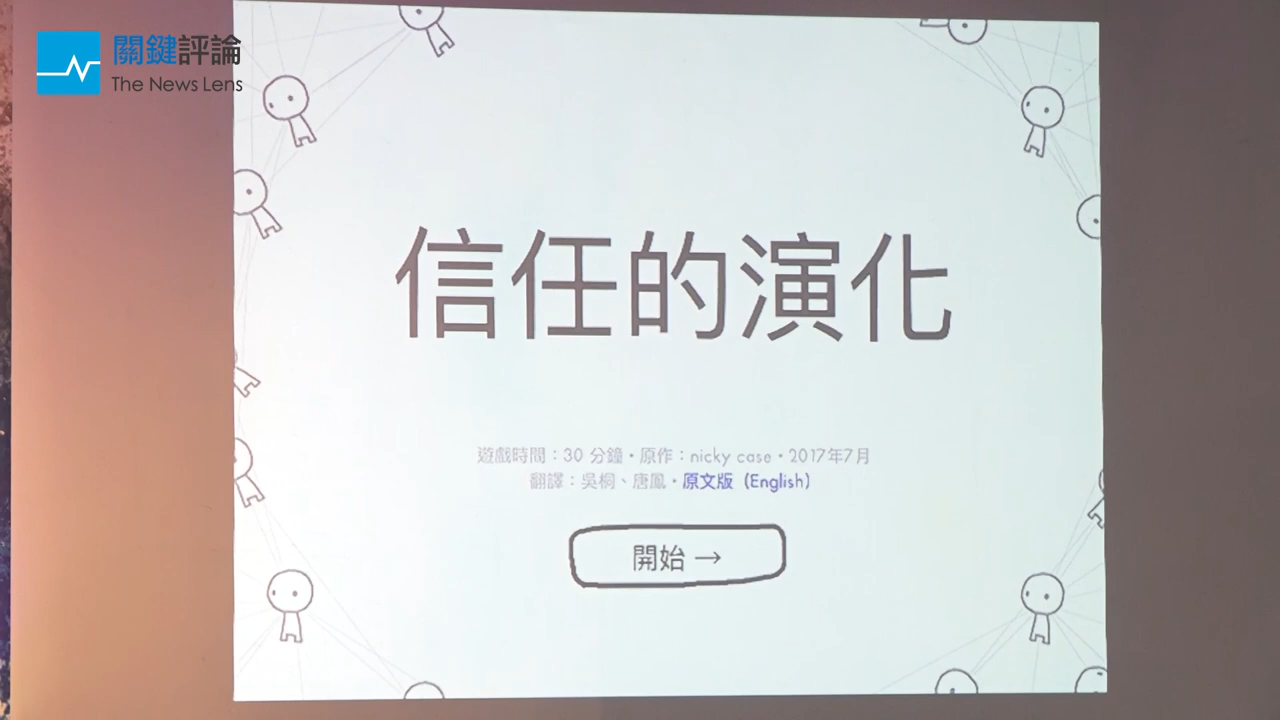 關鍵評論
The News Lens
信任的演化
遊戲時間：30 分鐘・原作：nicky case・2017年7月
翻譯：吳桐、唐鳳・原文版（English）
開始 →